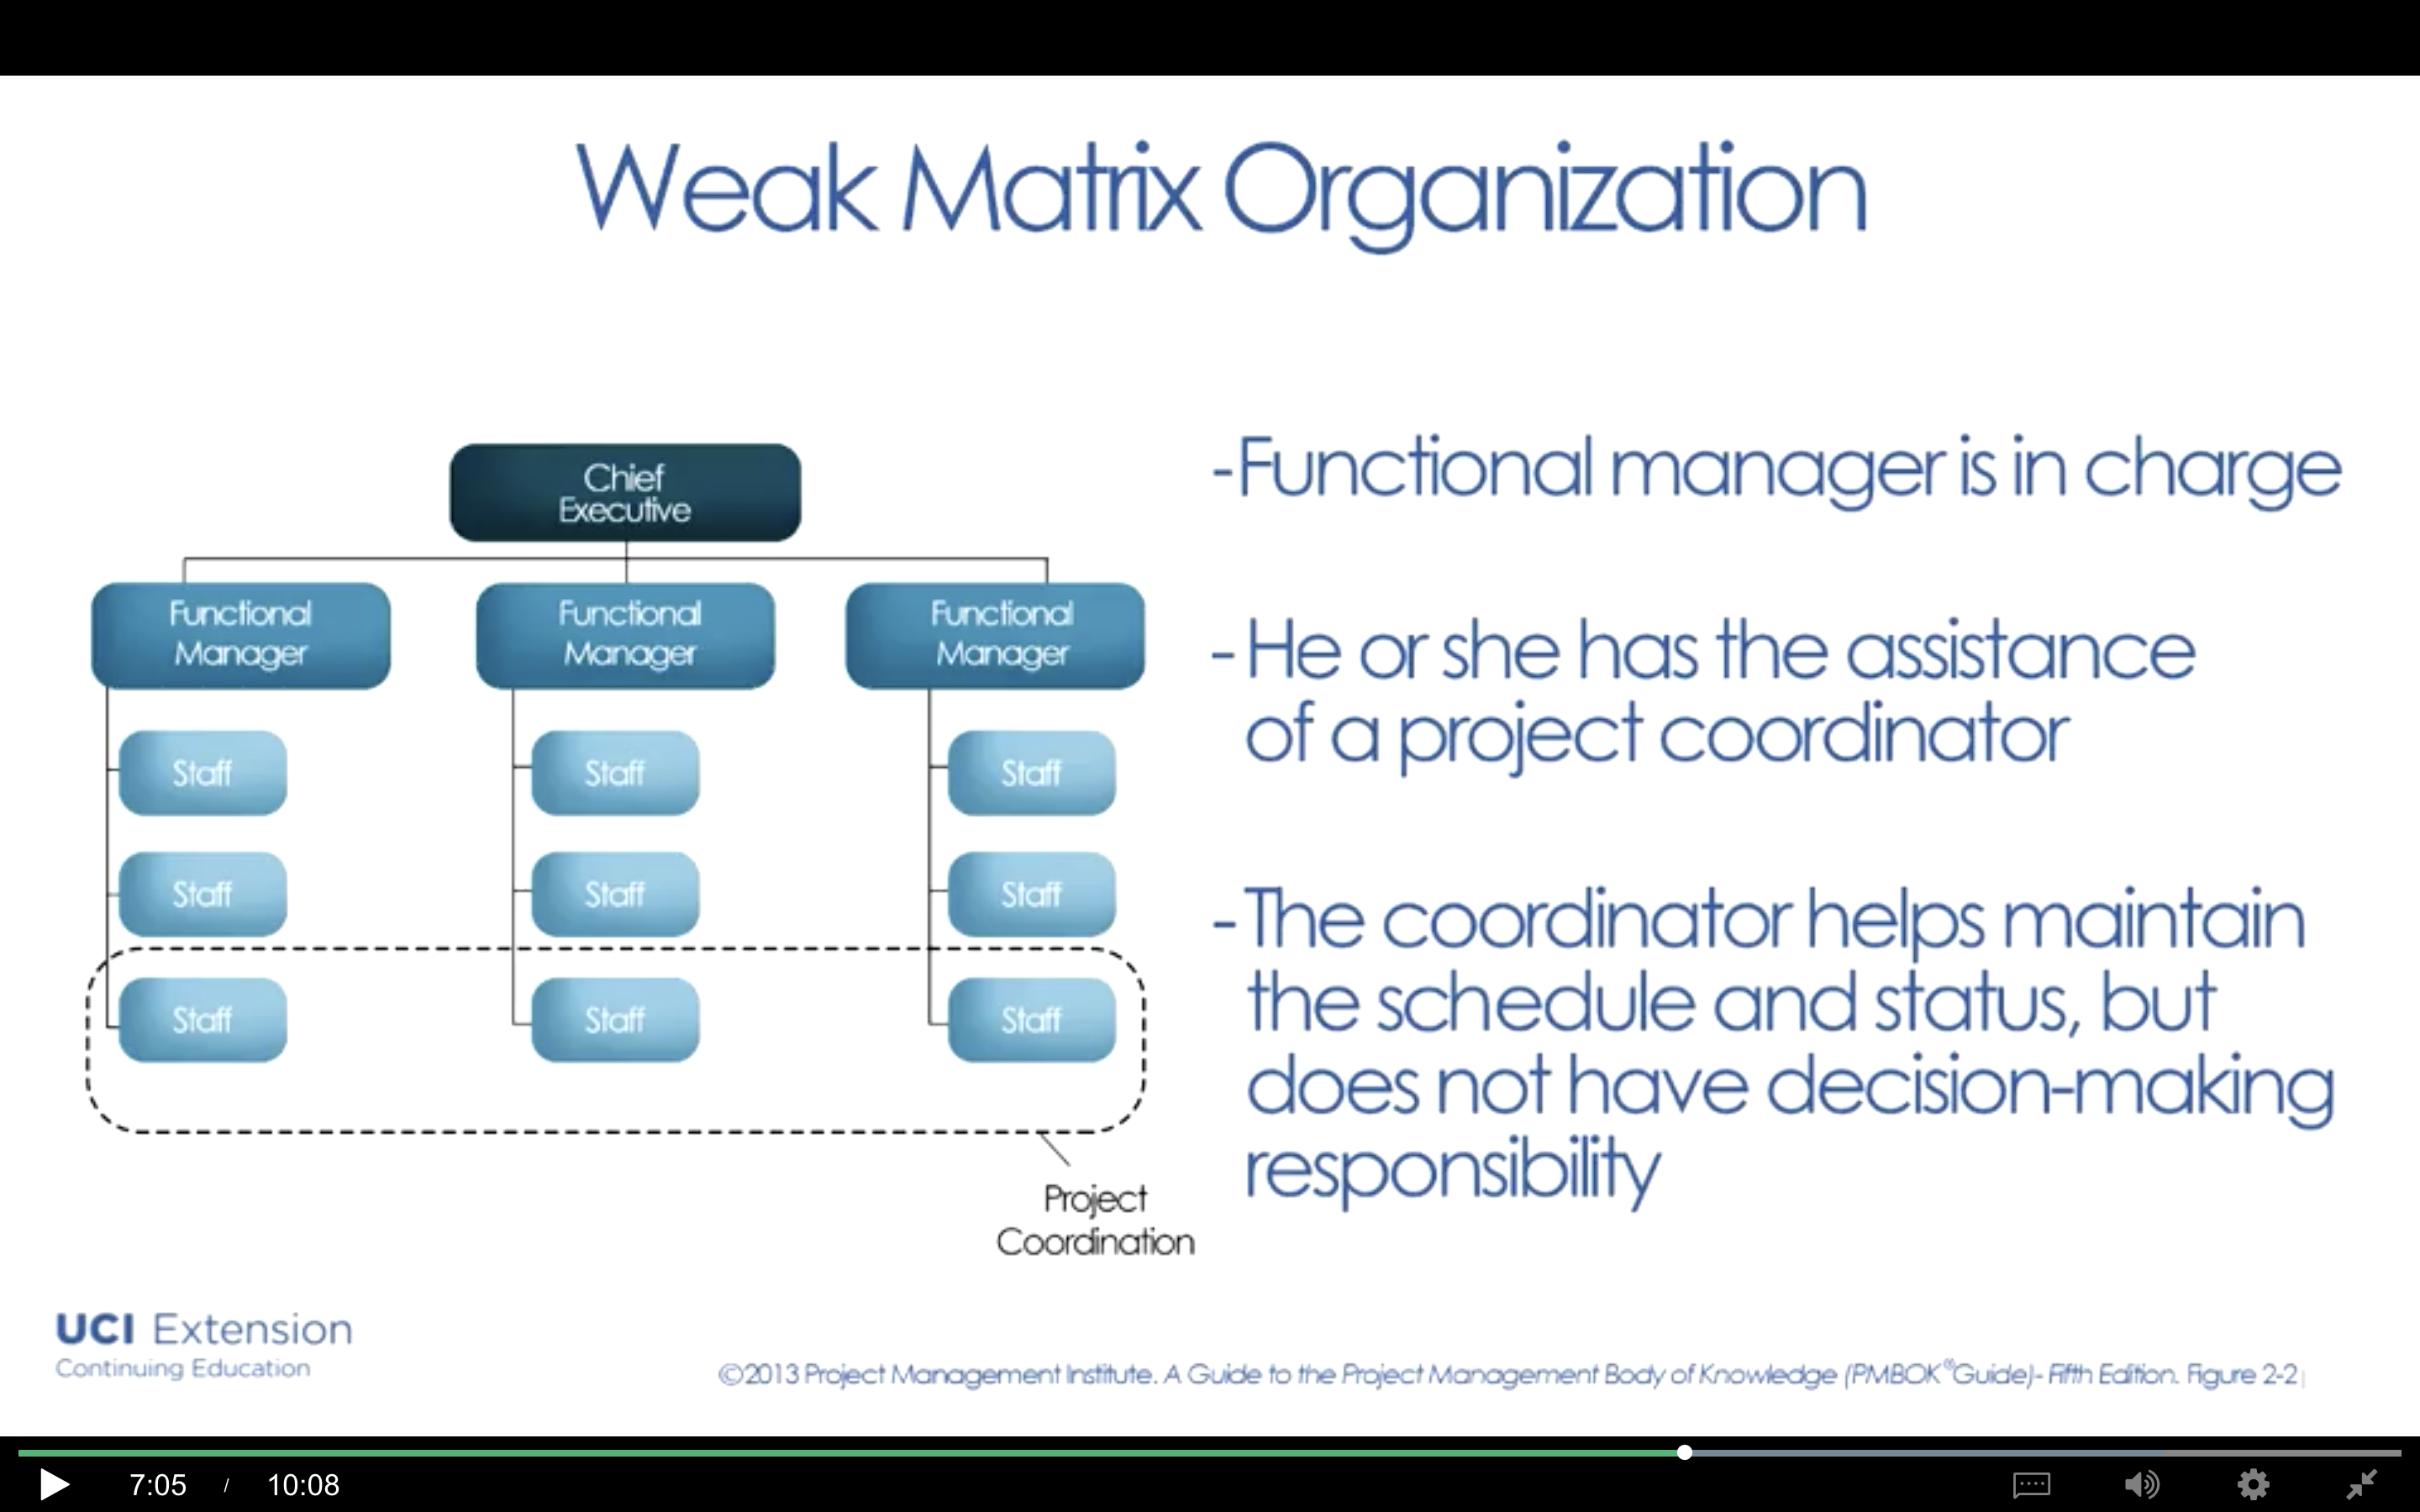 Weak Matrix Organization
Chief
Executive
Functional
Manager
Functional
Manager
Functional
Manager
Staff
Staff
Staff
Staff
Staff
Staff
Staff
Staff
Staff
Project
Coordination
-Functional manager is in charge
- He or she has the assistance
of a project coordinator
-The coordinator helps maintain
the schedule and status, but
does not have decision-making
responsibility
UCI Extension
Continuing Education
©2013 Project Management Institute. A Guide to the Project Management Body of Knowledge (PMBOK®Guide)- Fifth Edition. Figure 2-2
7:05 / 10:08